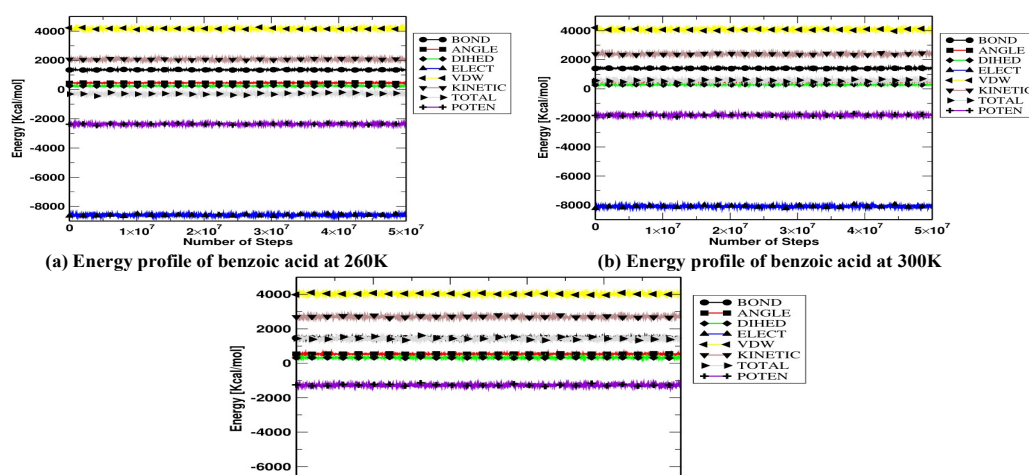 4000
2000
0
-2000
-4000
-6000
-8000
Energy [Kcal/mol]
0 1×10⁷ 2×10⁷ 3×10⁷ 4×10⁷ 5×10⁷
Number of Steps
BOND
ANGLE
DIHED
ELECT
VDW
KINETIC
TOTAL
POTEN
(a) Energy profile of benzoic acid at 260K
4000
2000
0
-2000
-4000
-6000
-8000
Energy [Kcal/mol]
0 1×10⁷ 2×10⁷ 3×10⁷ 4×10⁷ 5×10⁷
Number of Steps
BOND
ANGLE
DIHED
ELECT
VDW
KINETIC
TOTAL
POTEN
(b) Energy profile of benzoic acid at 300K
4000
2000
0
-2000
-4000
-6000
Energy [Kcal/mol]
BOND
ANGLE
DIHED
ELECT
VDW
KINETIC
TOTAL
POTEN